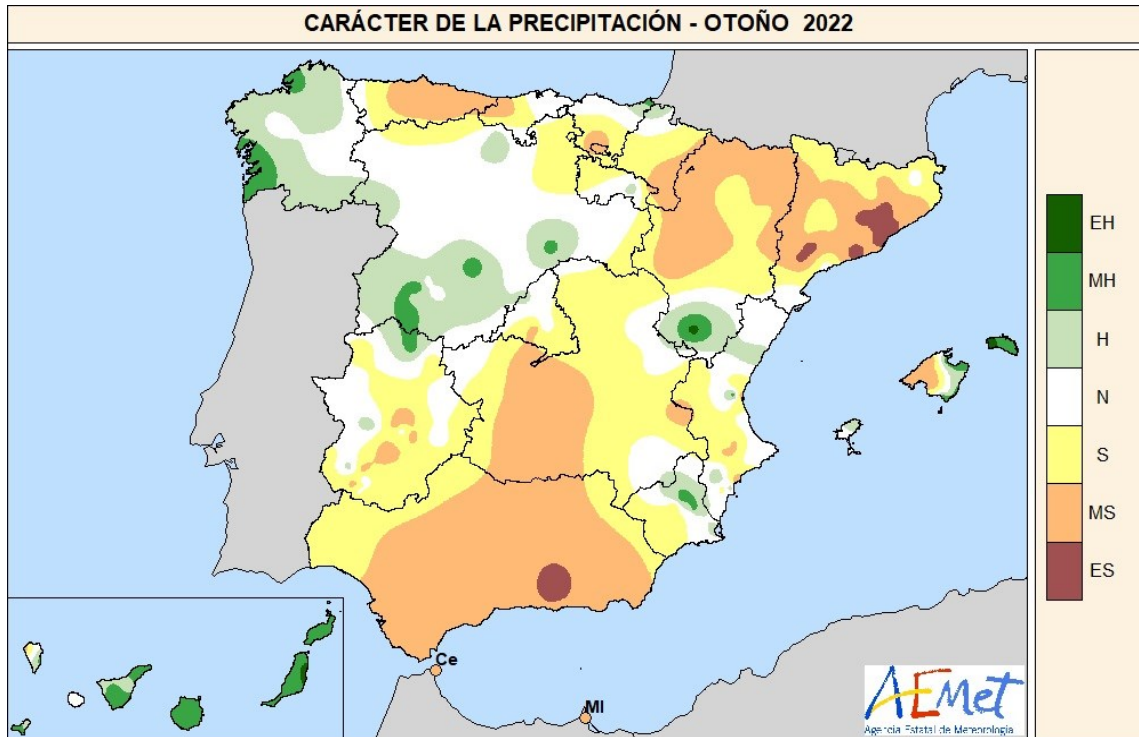 CARÁCTER DE LA PRECIPITACIÓN - OTOÑO 2022
EH
MH
H
N
S
MS
ES
Ce
Ml
AEMet
Agencia Estatal de Meteorología